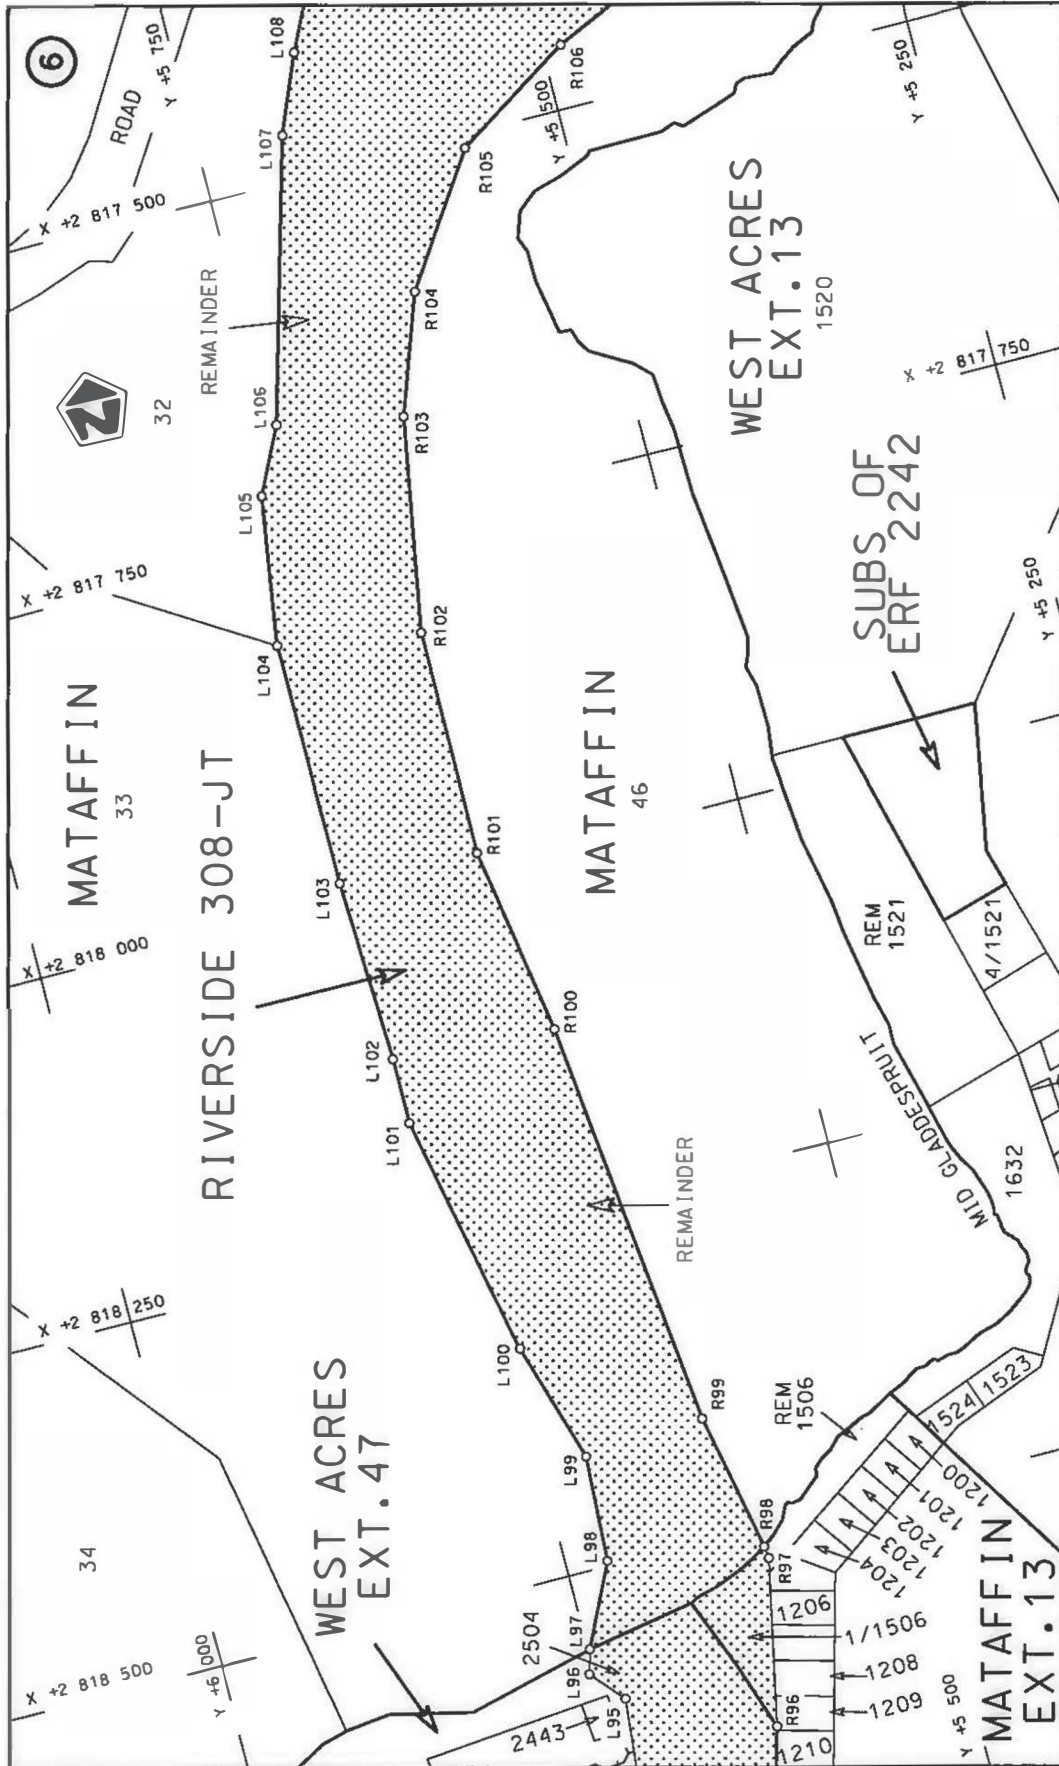 6
L108
L107
ROAD
Y +5 750
X +2 817 500
REMAINDER
32
L106
L105
R106
Y +5 500
R105
R104
R103
Y +5 250
WEST ACRES
EXT.13
1520
X +2 817 750
SUBS OF
ERF 2242
Y +5 250
X +2 817 750
L104
R102
MATAFFIN
33
RIVERSIDE 308-JT
L103
R101
MATAFFIN
46
X +2 818 000
L102
L101
R100
REM
1521
4/1521
MID GLADDESPRUIT
1632
REMAINDER
X +2 818 250
L100
R99
REM
1506
1524
1523
WEST ACRES
EXT.47
L99
L98
R98
R97
1200
1201
1202
1203
1204
34
X +2 818 500
Y +6 000
L97
L96
L95
2504
2443
1206
1/1506
1208
1209
R96
1210
Y +5 500
MATAFFIN
EXT.13